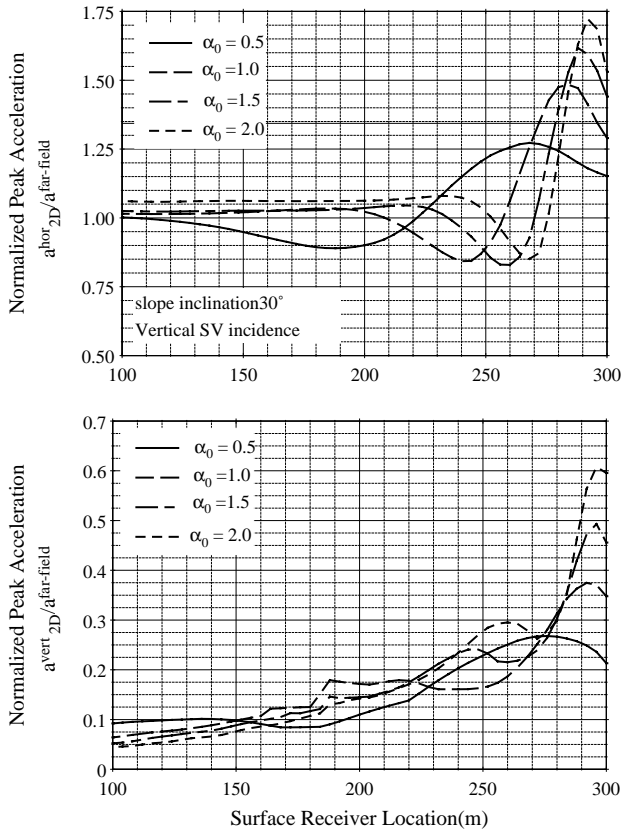 Normalized Peak Acceleration
a^hor_2D/a^far-field
1.75
1.50
1.25
1.00
0.75
0.50
α0 = 0.5
α0 =1.0
α0 =1.5
α0 = 2.0
slope inclination30°
Vertical SV incidence
100 150 200 250 300
Normalized Peak Acceleration
a^vert_2D/a^far-field
0.7
0.6
0.5
0.4
0.3
0.2
0.1
0
α0 = 0.5
α0 =1.0
α0 =1.5
α0 = 2.0
100 150 200 250 300
Surface Receiver Location(m)